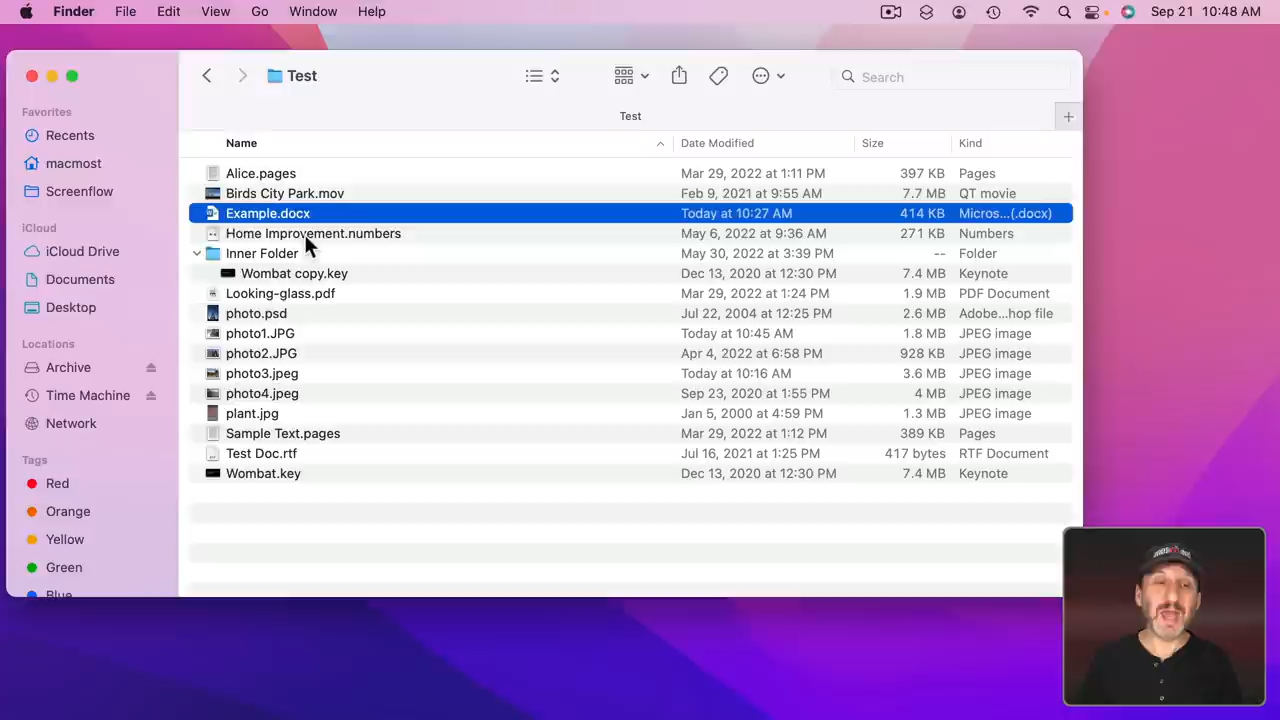 Finder File Edit View Go Window Help Sep 21 10:48 AM
Test Search
Favorites
Recents
macmost
Screenflow
iCloud
iCloud Drive
Documents
Desktop
Locations
Archive
Time Machine
Network
Tags
Red
Orange
Yellow
Green
Blue
Test
Name Date Modified Size Kind
Alice.pages Mar 29, 2022 at 1:11 PM 397 KB Pages
Birds City Park.mov Feb 9, 2021 at 9:55 AM 7.7 MB QT movie
Example.docx Today at 10:27 AM 414 KB Micros...(.docx)
Home Improvement.numbers May 6, 2022 at 9:36 AM 271 KB Numbers
Inner Folder May 30, 2022 at 3:39 PM -- Folder
Wombat copy.key Dec 13, 2020 at 12:30 PM 7.4 MB Keynote
Looking-glass.pdf Mar 29, 2022 at 1:24 PM 1.9 MB PDF Document
photo.psd Jul 22, 2004 at 12:25 PM 2.6 MB Adobe...hop file
photo1.JPG Today at 10:45 AM 1.8 MB JPEG image
photo2.JPG Apr 4, 2022 at 6:58 PM 928 KB JPEG image
photo3.jpeg Today at 10:16 AM 3.6 MB JPEG image
photo4.jpeg Sep 23, 2020 at 1:55 PM 4 MB JPEG image
plant.jpg Jan 5, 2000 at 4:59 PM 1.3 MB JPEG image
Sample Text.pages Mar 29, 2022 at 1:12 PM 389 KB Pages
Test Doc.rtf Jul 16, 2021 at 1:25 PM 417 bytes RTF Document
Wombat.key Dec 13, 2020 at 12:30 PM 7.4 MB Keynote